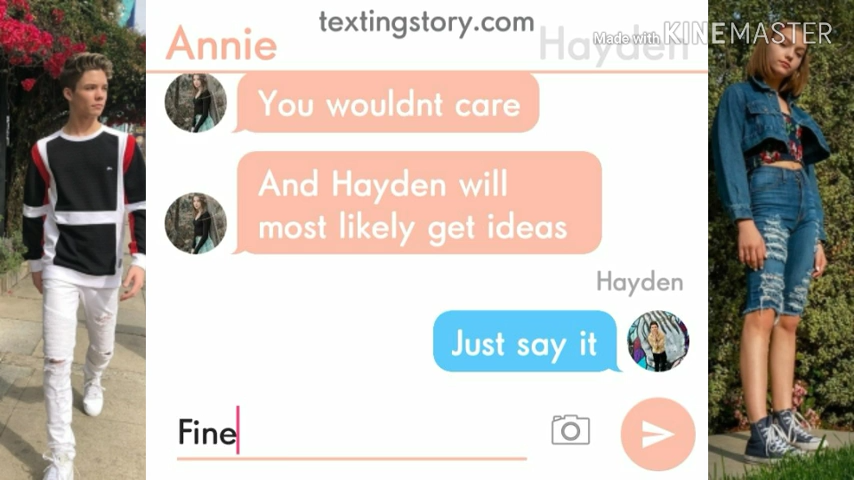 textingstory.com
Annie
Hayden
Made with KINEMASTER
You wouldnt care
And Hayden will
most likely get ideas
Hayden
Just say it
Fine